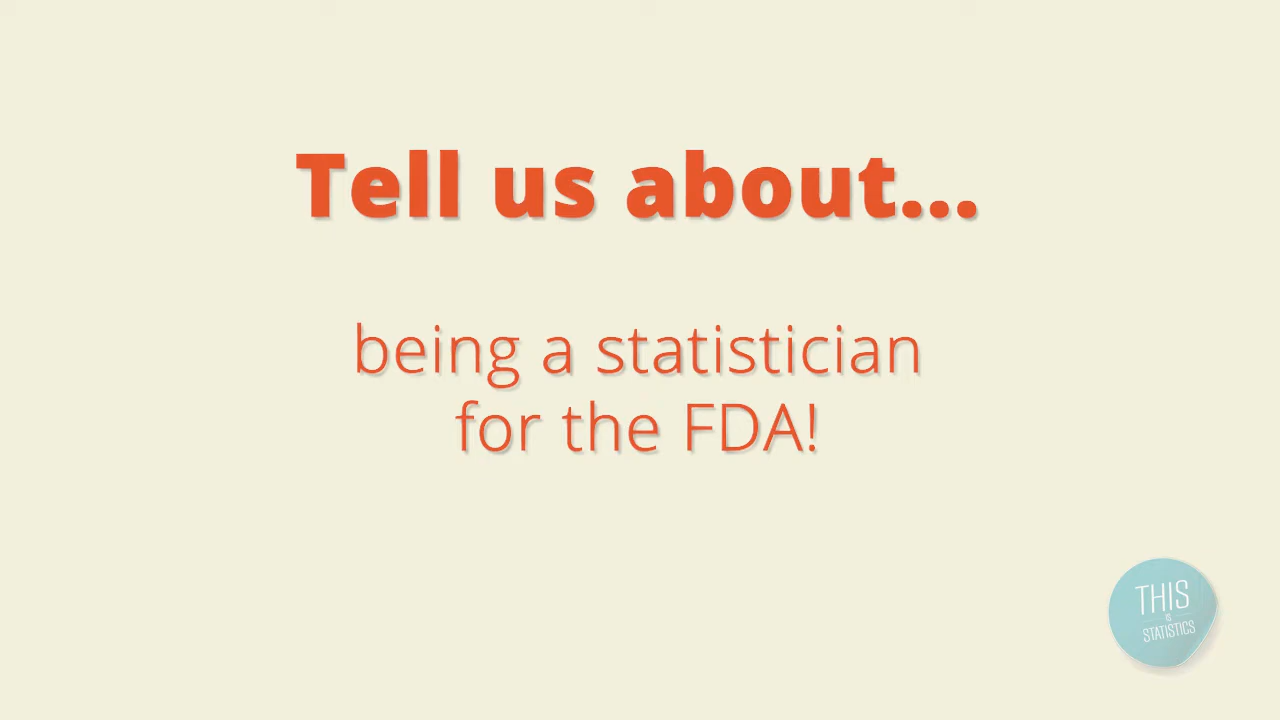 Tell us about...
being a statistician
for the FDA!
THIS
IS
STATISTICS